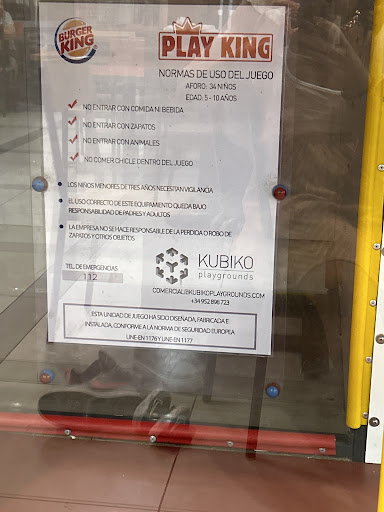 BURGER
KING
PLAY KING
NORMAS DE USO DEL JUEGO
AFORO: 34 NIÑOS
EDAD: 5 - 10 AÑOS
NO ENTRAR CON COMIDA NI BEBIDA
NO ENTRAR CON ZAPATOS
NO ENTRAR CON ANIMALES
NO COMER CHICLE DENTRO DEL JUEGO
LOS NIÑOS MENORES DE TRES AÑOS NECESITAN VIGILANCIA
EL USO CORRECTO DE ESTE EQUIPAMIENTO QUEDA BAJO
RESPONSABILIDAD DE PADRES Y ADULTOS
LA EMPRESA NO SE HACE RESPONSABLE DE LA PERDIDA O ROBO DE
ZAPATOS Y OTROS OBJETOS
TEL. DE EMERGENCIAS
112
KUBIKO
playgrounds
COMERCIAL@KUBIKOPLAYGROUNDS.COM
+34 952 898 723
ESTA UNIDAD DE JUEGO HA SIDO DISEÑADA, FABRICADA E
INSTALADA, CONFORME A LA NORMA DE SEGURIDAD EUROPEA
UNE-EN 1176 Y UNE-EN 1177